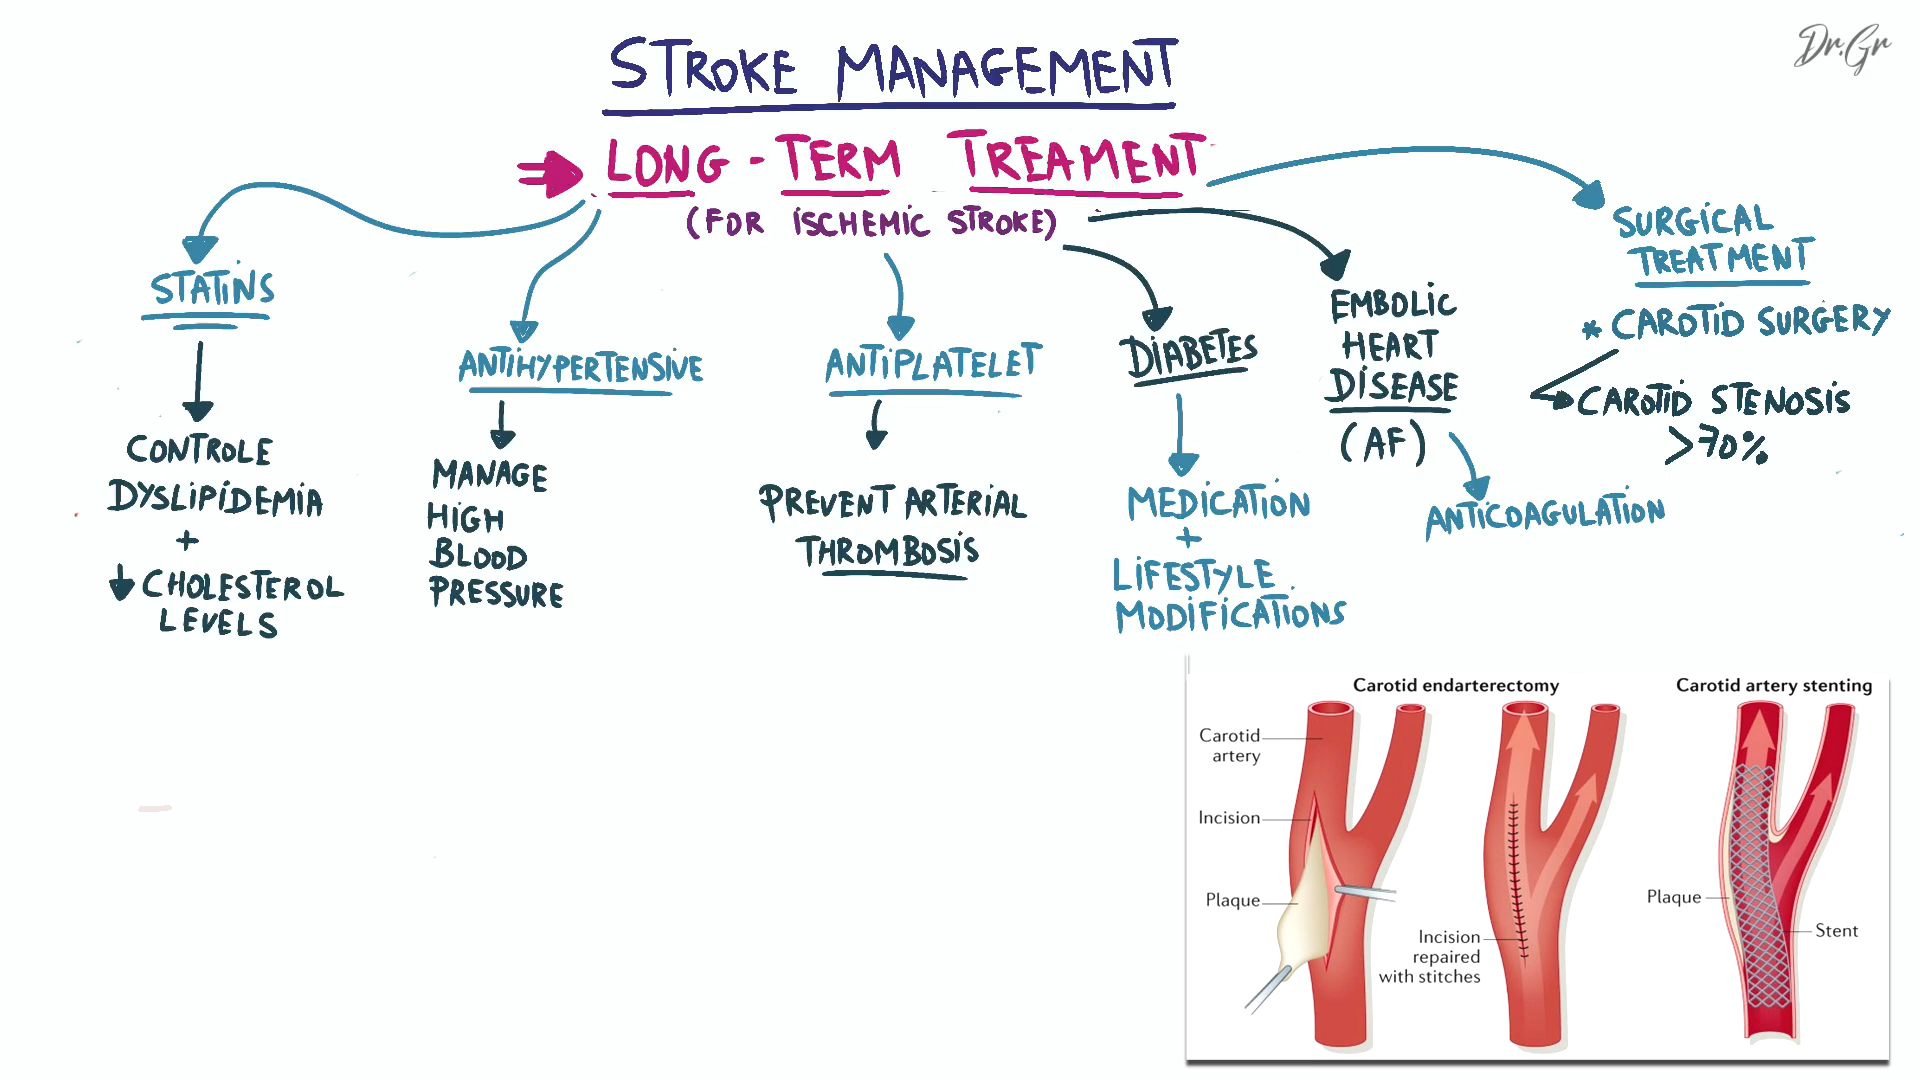 Dr.Gr
STROKE MANAGEMENT
LONG-TERM TREAMENT
(FOR ISCHEMIC STROKE)
STATINS
CONTROLE
DYSLIPIDEMIA
+
↓ CHOLESTEROL
LEVELS
ANTIHYPERTENSIVE
MANAGE
HIGH
BLOOD
PRESSURE
ANTIPLATELET
PREVENT ARTERIAL
THROMBOSIS
DIABETES
MEDICATION
+
LIFESTYLE
MODIFICATIONS
EMBOLIC
HEART
DISEASE
(AF)
ANTICOAGULATION
SURGICAL
TREATMENT
* CAROTID SURGERY
CAROTID STENOSIS
>70%
Carotid endarterectomy
Carotid
artery
Incision
Plaque
Incision
repaired
with stitches
Carotid artery stenting
Plaque
Stent